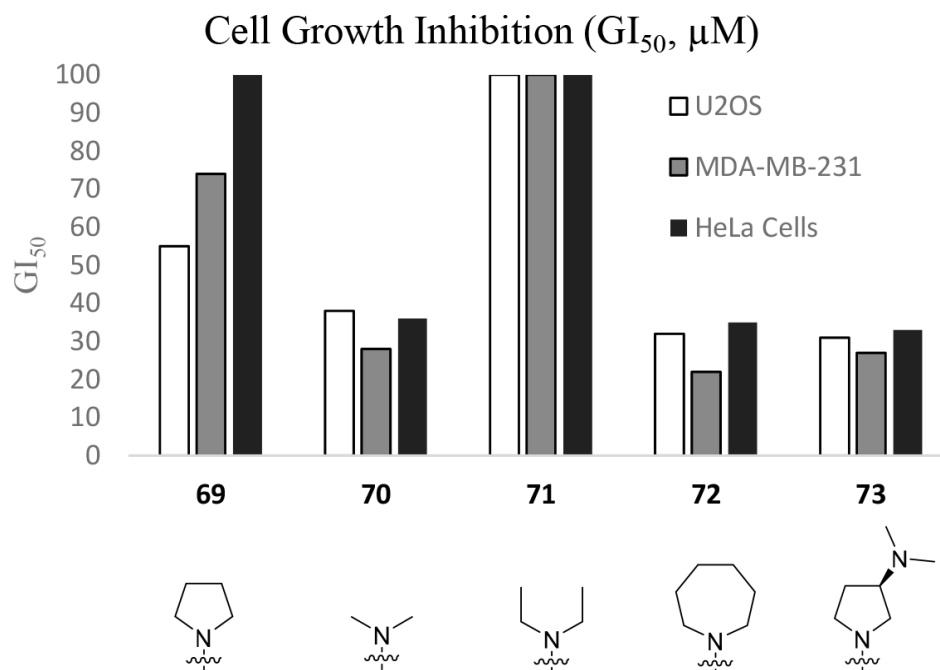 Cell Growth Inhibition (GI₅₀, µM)
GI₅₀
100
90
80
70
60
50
40
30
20
10
0
U2OS
MDA-MB-231
HeLa Cells
69 70 71 72 73
N N N N N N